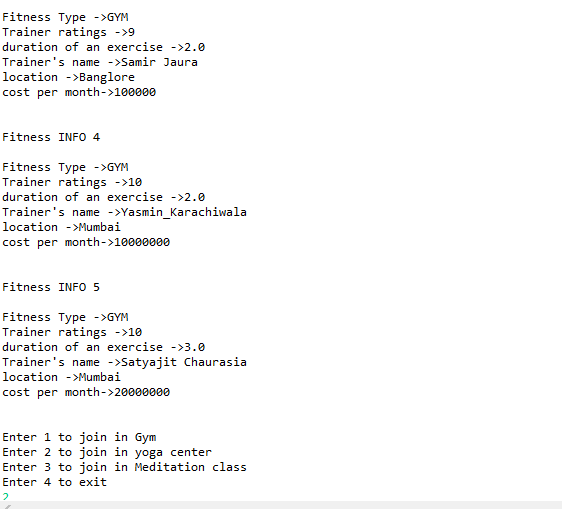 Fitness Type ->GYM
Trainer ratings ->9
duration of an exercise ->2.0
Trainer's name ->Samir Jaura
location ->Banglore
cost per month->100000
Fitness INFO 4
Fitness Type ->GYM
Trainer ratings ->10
duration of an exercise ->2.0
Trainer's name ->Yasmin_Karachiwala
location ->Mumbai
cost per month->10000000
Fitness INFO 5
Fitness Type ->GYM
Trainer ratings ->10
duration of an exercise ->3.0
Trainer's name ->Satyajit Chaurasia
location ->Mumbai
cost per month->20000000
Enter 1 to join in Gym
Enter 2 to join in yoga center
Enter 3 to join in Meditation class
Enter 4 to exit
2